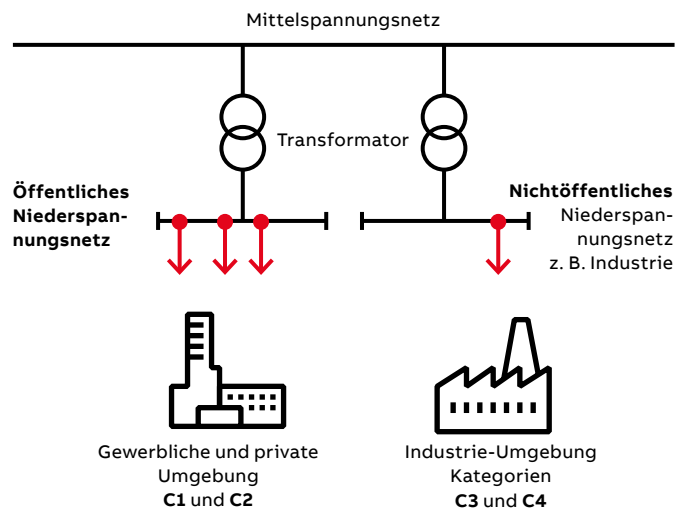 Mittelspannungsnetz
Transformator
Öffentliches
Niederspan-
nungsnetz
Nichtöffentliches
Niederspan-
nungsnetz
z. B. Industrie
Gewerbliche und private
Umgebung
C1 und C2
Industrie-Umgebung
Kategorien
C3 und C4